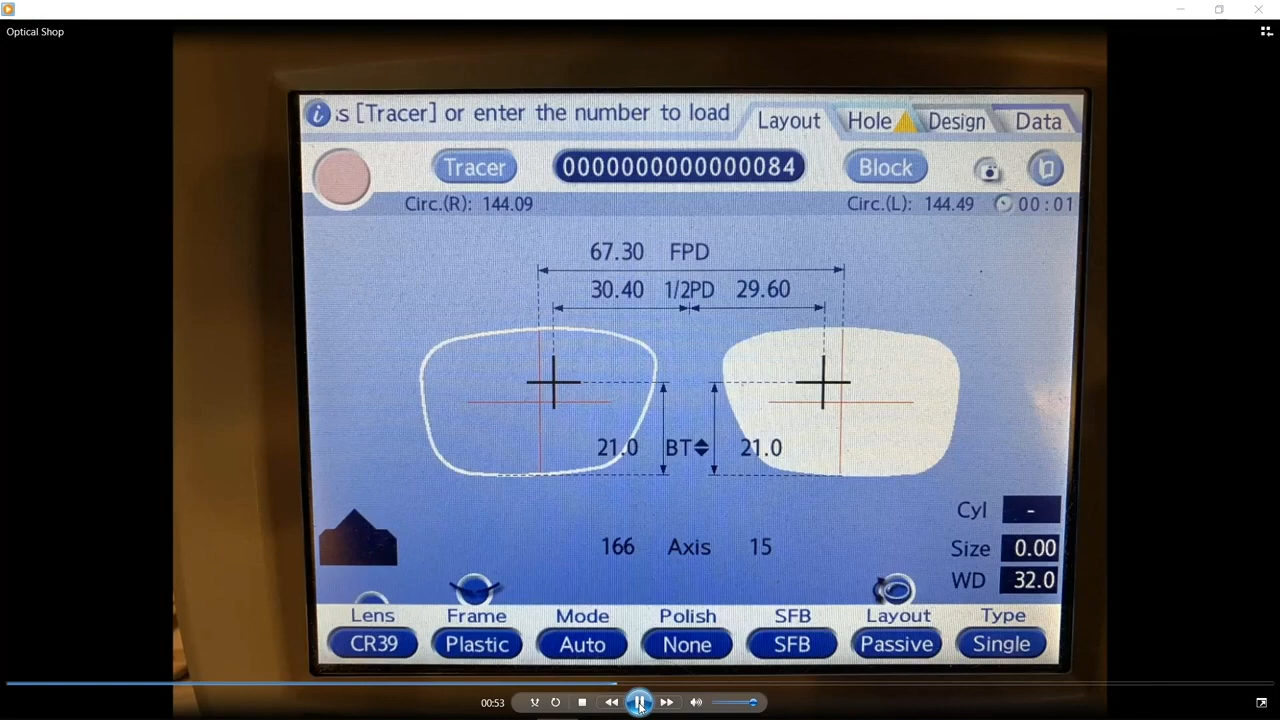 Optical Shop
s [Tracer] or enter the number to load
Layout Hole Design Data
Tracer 0000000000000084 Block
Circ.(R): 144.09 Circ.(L): 144.49 00:01
67.30 FPD
30.40 1/2PD 29.60
21.0 BT 21.0
166 Axis 15
Cyl -
Size 0.00
WD 32.0
Lens Frame Mode Polish SFB Layout Type
CR39 Plastic Auto None SFB Passive Single
00:53